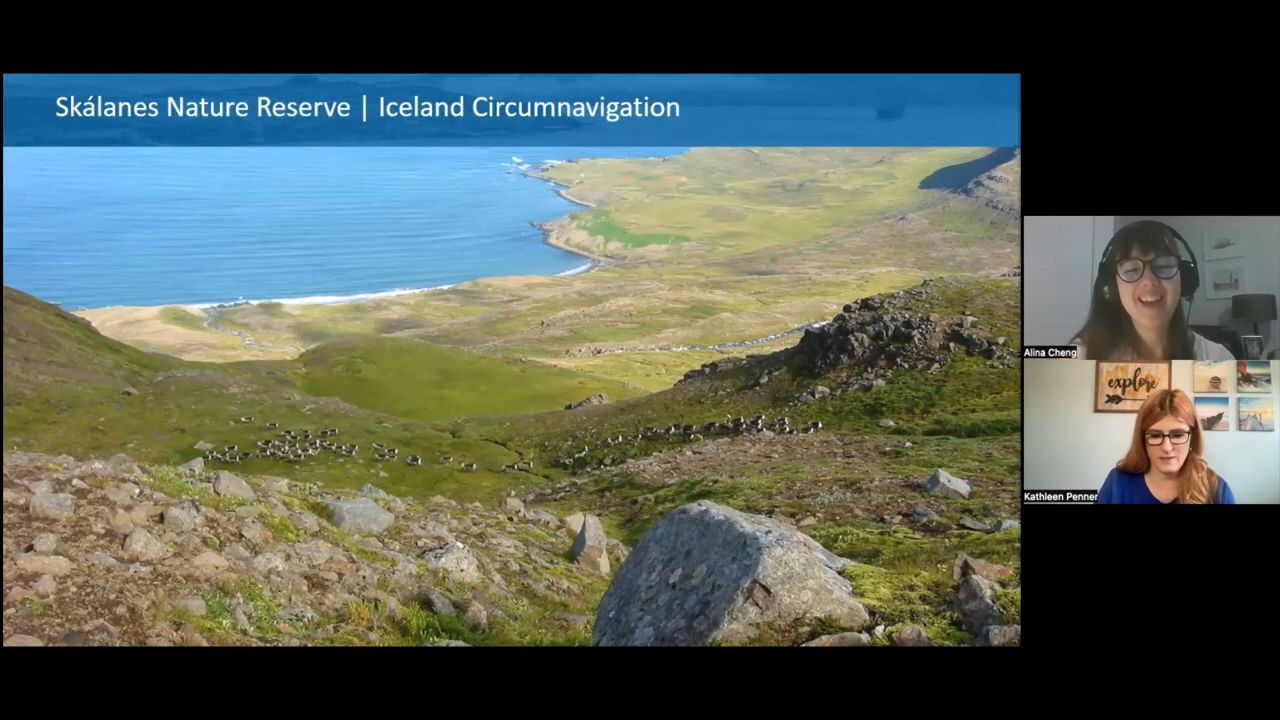 Skálanes Nature Reserve | Iceland Circumnavigation
Alina Cheng
explore
Kathleen Penner